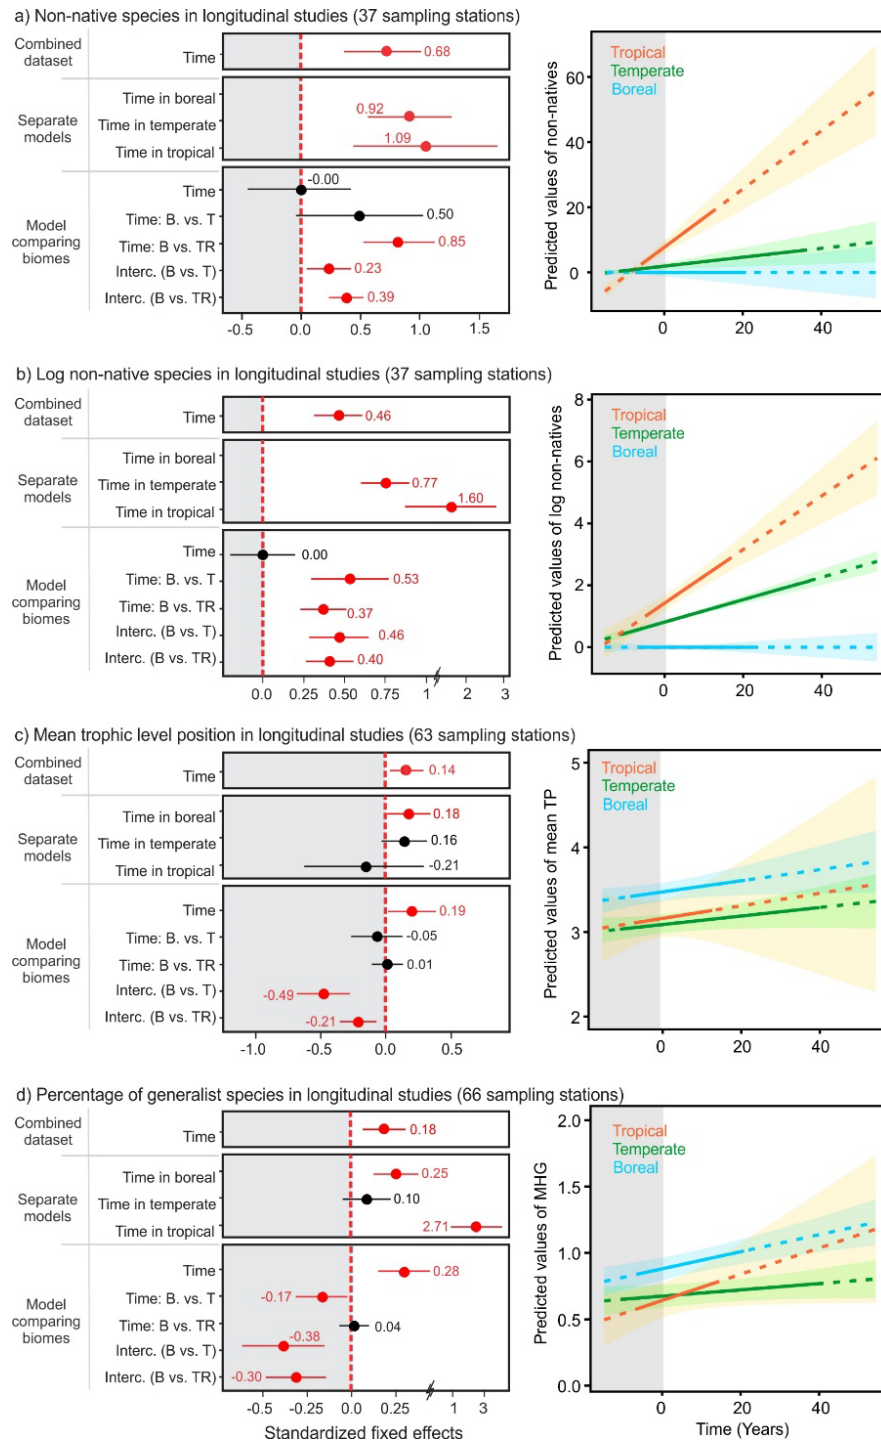 a) Non-native species in longitudinal studies (37 sampling stations)
Combined
dataset
Time
0.68
Separate
models
Time in boreal
Time in temperate
0.92
Time in tropical
1.09
Model
comparing
biomes
Time
-0.00
Time: B. vs. T
0.50
Time: B vs. TR)
0.85
Interc. (B vs. T)
0.23
Interc. (B vs. TR)
0.39
-0.5
0.0
0.5
1.0
1.5
Predicted values of non-natives
Tropical
Temperate
Boreal
60
40
20
0
0
20
40
b) Log non-native species in longitudinal studies (37 sampling stations)
Combined
dataset
Time
0.46
Separate
models
Time in boreal
Time in temperate
0.77
Time in tropical
1.60
Model
comparing
biomes
Time
0.00
Time: B. vs. T
0.53
Time: B vs. TR)
0.37
Interc. (B vs. T)
0.46
Interc. (B vs. TR)
0.40
0.0
0.25
0.50
0.75
1
2
3
Predicted values of log non-natives
Tropical
Temperate
Boreal
8
6
4
2
0
0
20
40
c) Mean trophic level position in longitudinal studies (63 sampling stations)
Combined
dataset
Time
0.14
Separate
models
Time in boreal
0.18
Time in temperate
0.16
Time in tropical
-0.21
Model
comparing
biomes
Time
0.19
Time: B. vs. T
-0.05
Time: B vs. TR)
0.01
Interc. (B vs. T)
-0.49
Interc. (B vs. TR)
-0.21
-1.0
-0.5
0.0
0.5
Predicted values of mean TP
Tropical
Temperate
Boreal
5
4
3
2
0
20
40
d) Percentage of generalist species in longitudinal studies (66 sampling stations)
Combined
dataset
Time
0.18
Separate
models
Time in boreal
0.25
Time in temperate
0.10
Time in tropical
2.71
Model
comparing
biomes
Time
0.28
Time: B. vs. T
-0.17
Time: B vs. TR)
0.04
Interc. (B vs. T)
-0.38
Interc. (B vs. TR)
-0.30
-0.5
-0.25
0.0
0.25
1
3
Standardized fixed effects
Predicted values of MHG
Tropical
Temperate
Boreal
2.0
1.5
1.0
0.5
0.0
0
20
40
Time (Years)